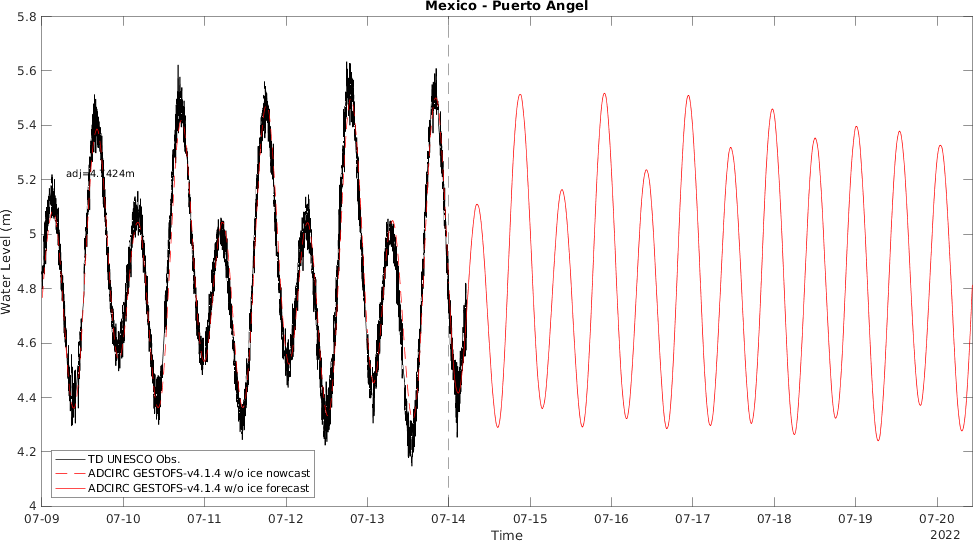 Mexico - Puerto Angel
5.8
5.6
5.4
5.2
5
4.8
4.6
4.4
4.2
4
Water Level (m)
adj=4.1424m
TD UNESCO Obs.
ADCIRC GESTOFS-v4.1.4 w/o ice nowcast
ADCIRC GESTOFS-v4.1.4 w/o ice forecast
07-09 07-10 07-11 07-12 07-13 07-14 07-15 07-16 07-17 07-18 07-19 07-20
Time
2022